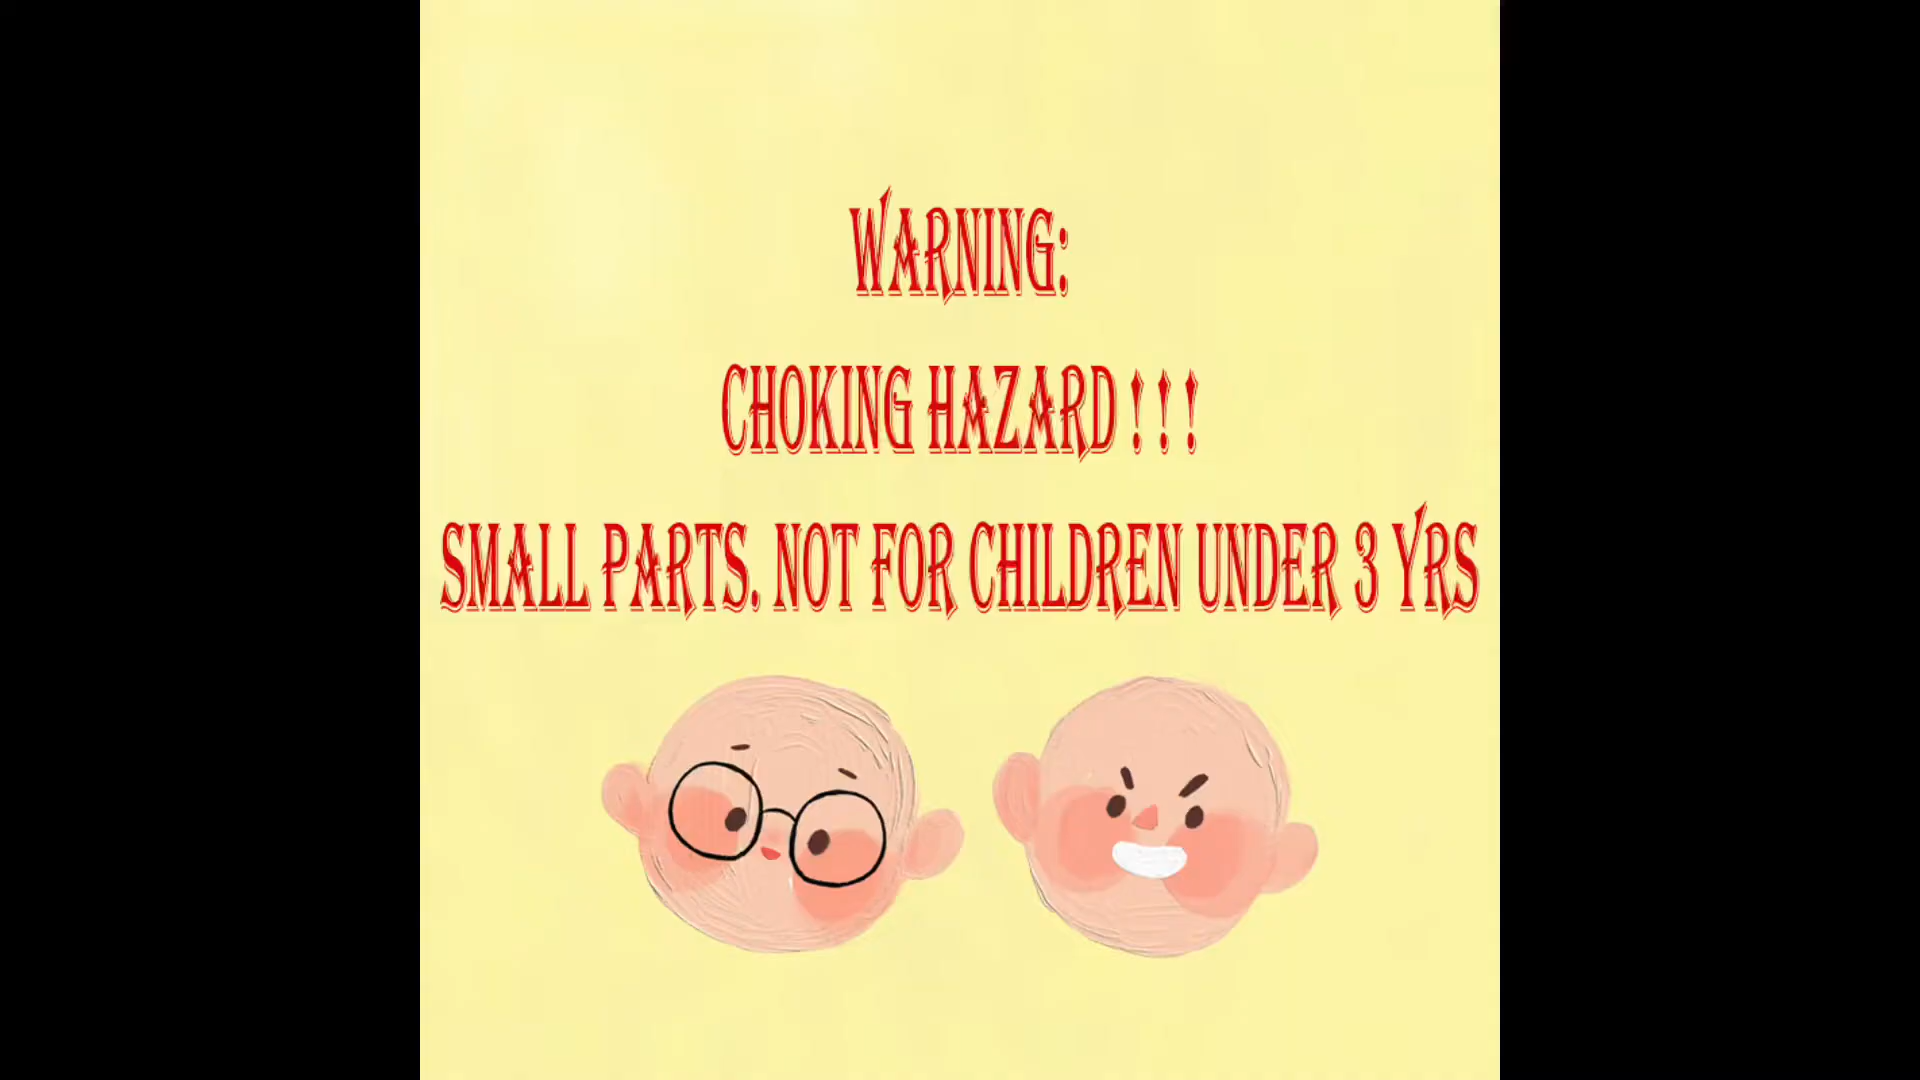 WARNING:
CHOKING HAZARD ! ! !
SMALL PARTS. NOT FOR CHILDREN UNDER 3 YRS